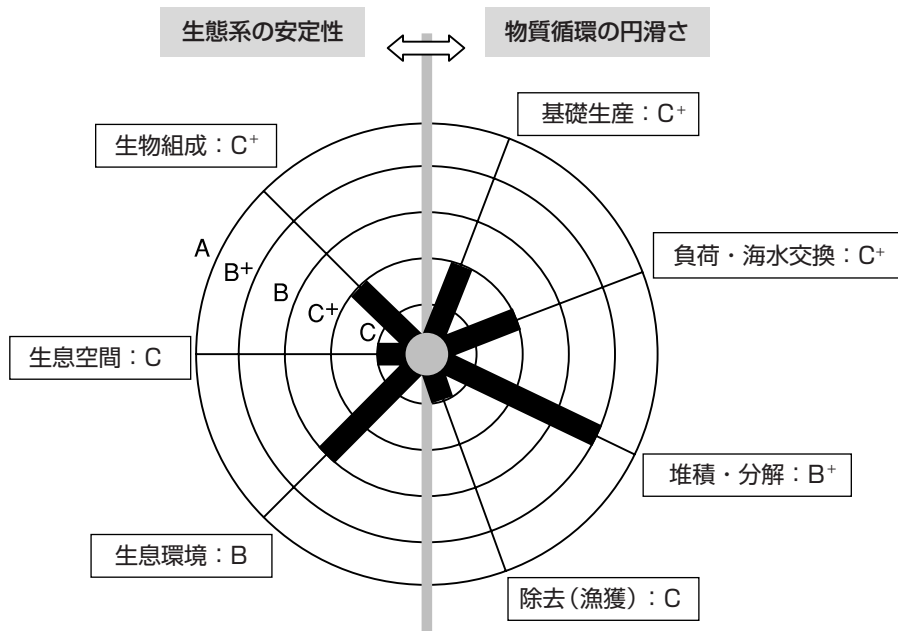 生態系の安定性
物質循環の円滑さ
基礎生産：C⁺
生物組成：C⁺
負荷・海水交換：C⁺
A
B⁺
B
C⁺
C
生息空間：C
堆積・分解：B⁺
生息環境：B
除去(漁獲)：C